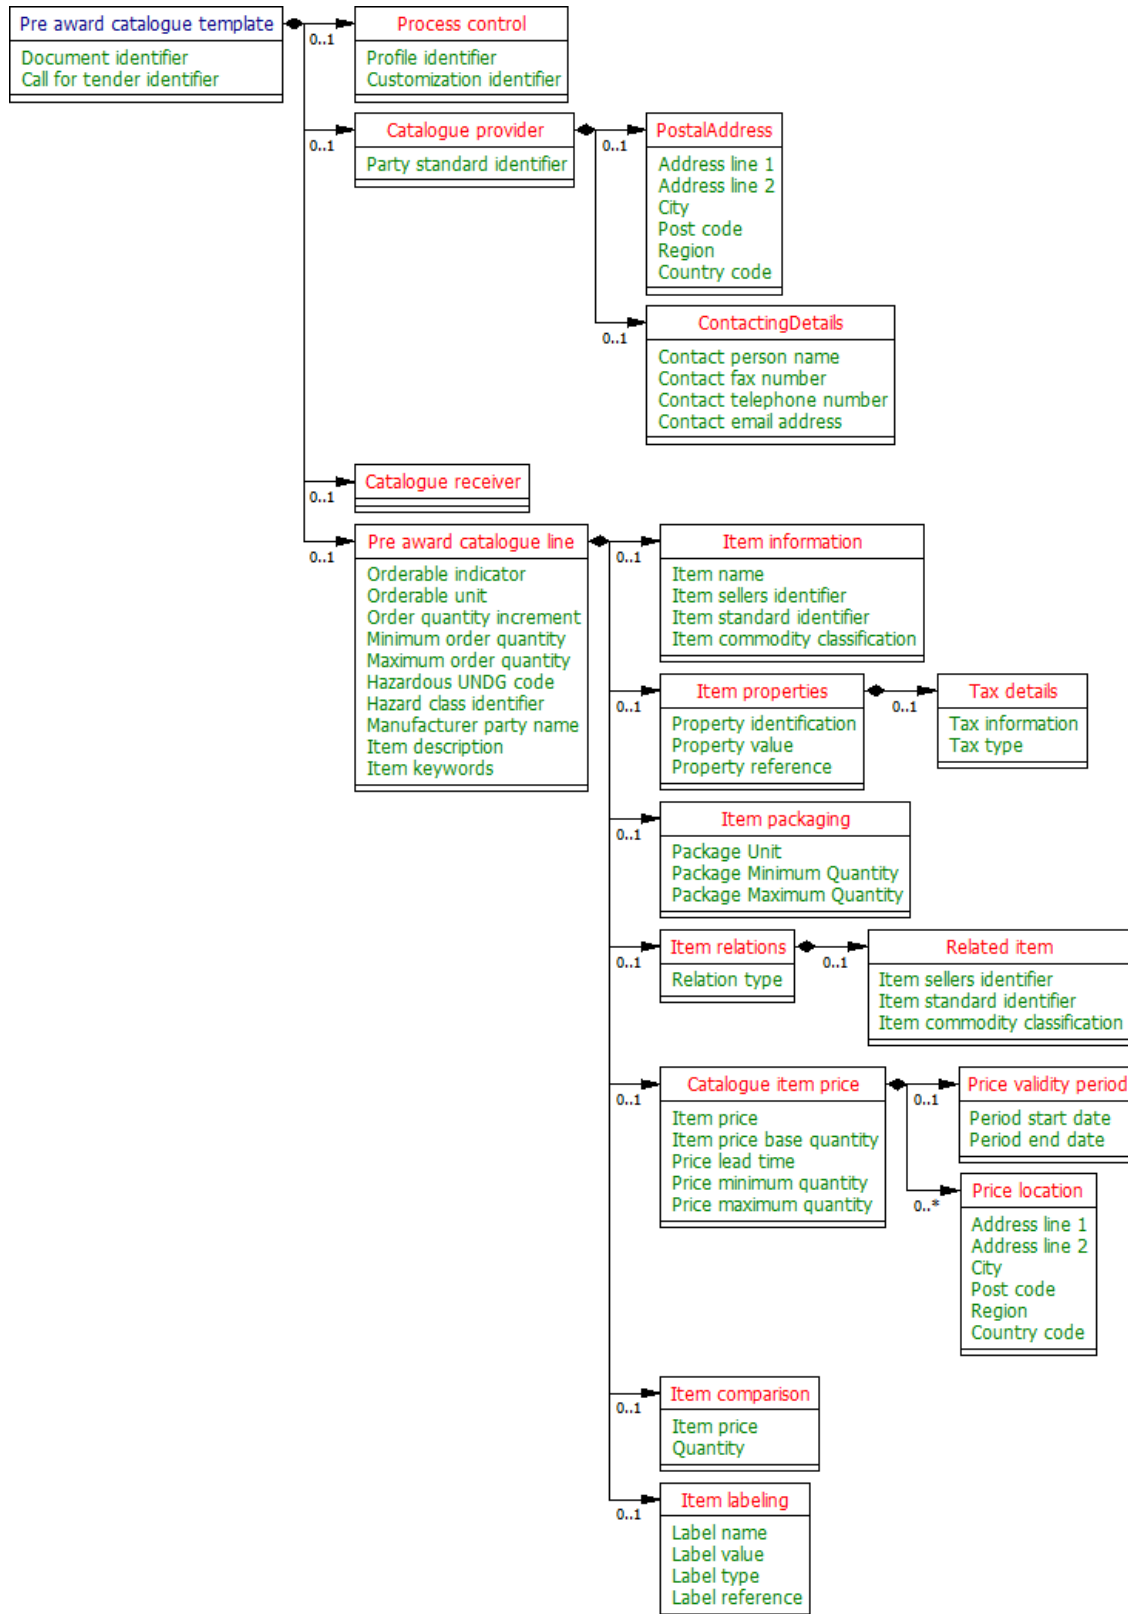 Pre award catalogue template
Document identifier
Call for tender identifier
0..1
Process control
Profile identifier
Customization identifier
0..1
Catalogue provider
Party standard identifier
0..1
PostalAddress
Address line 1
Address line 2
City
Post code
Region
Country code
0..1
ContactingDetails
Contact person name
Contact fax number
Contact telephone number
Contact email address
0..1
Catalogue receiver
0..1
Pre award catalogue line
Orderable indicator
Orderable unit
Order quantity increment
Minimum order quantity
Maximum order quantity
Hazardous UNDG code
Hazard class identifier
Manufacturer party name
Item description
Item keywords
0..1
Item information
Item name
Item sellers identifier
Item standard identifier
Item commodity classification
0..1
Item properties
Property identification
Property value
Property reference
0..1
Tax details
Tax information
Tax type
0..1
Item packaging
Package Unit
Package Minimum Quantity
Package Maximum Quantity
0..1
Item relations
Relation type
0..1
Related item
Item sellers identifier
Item standard identifier
Item commodity classification
0..1
Catalogue item price
Item price
Item price base quantity
Price lead time
Price minimum quantity
Price maximum quantity
0..1
Price validity period
Period start date
Period end date
0..*
Price location
Address line 1
Address line 2
City
Post code
Region
Country code
0..1
Item comparison
Item price
Quantity
0..1
Item labeling
Label name
Label value
Label type
Label reference